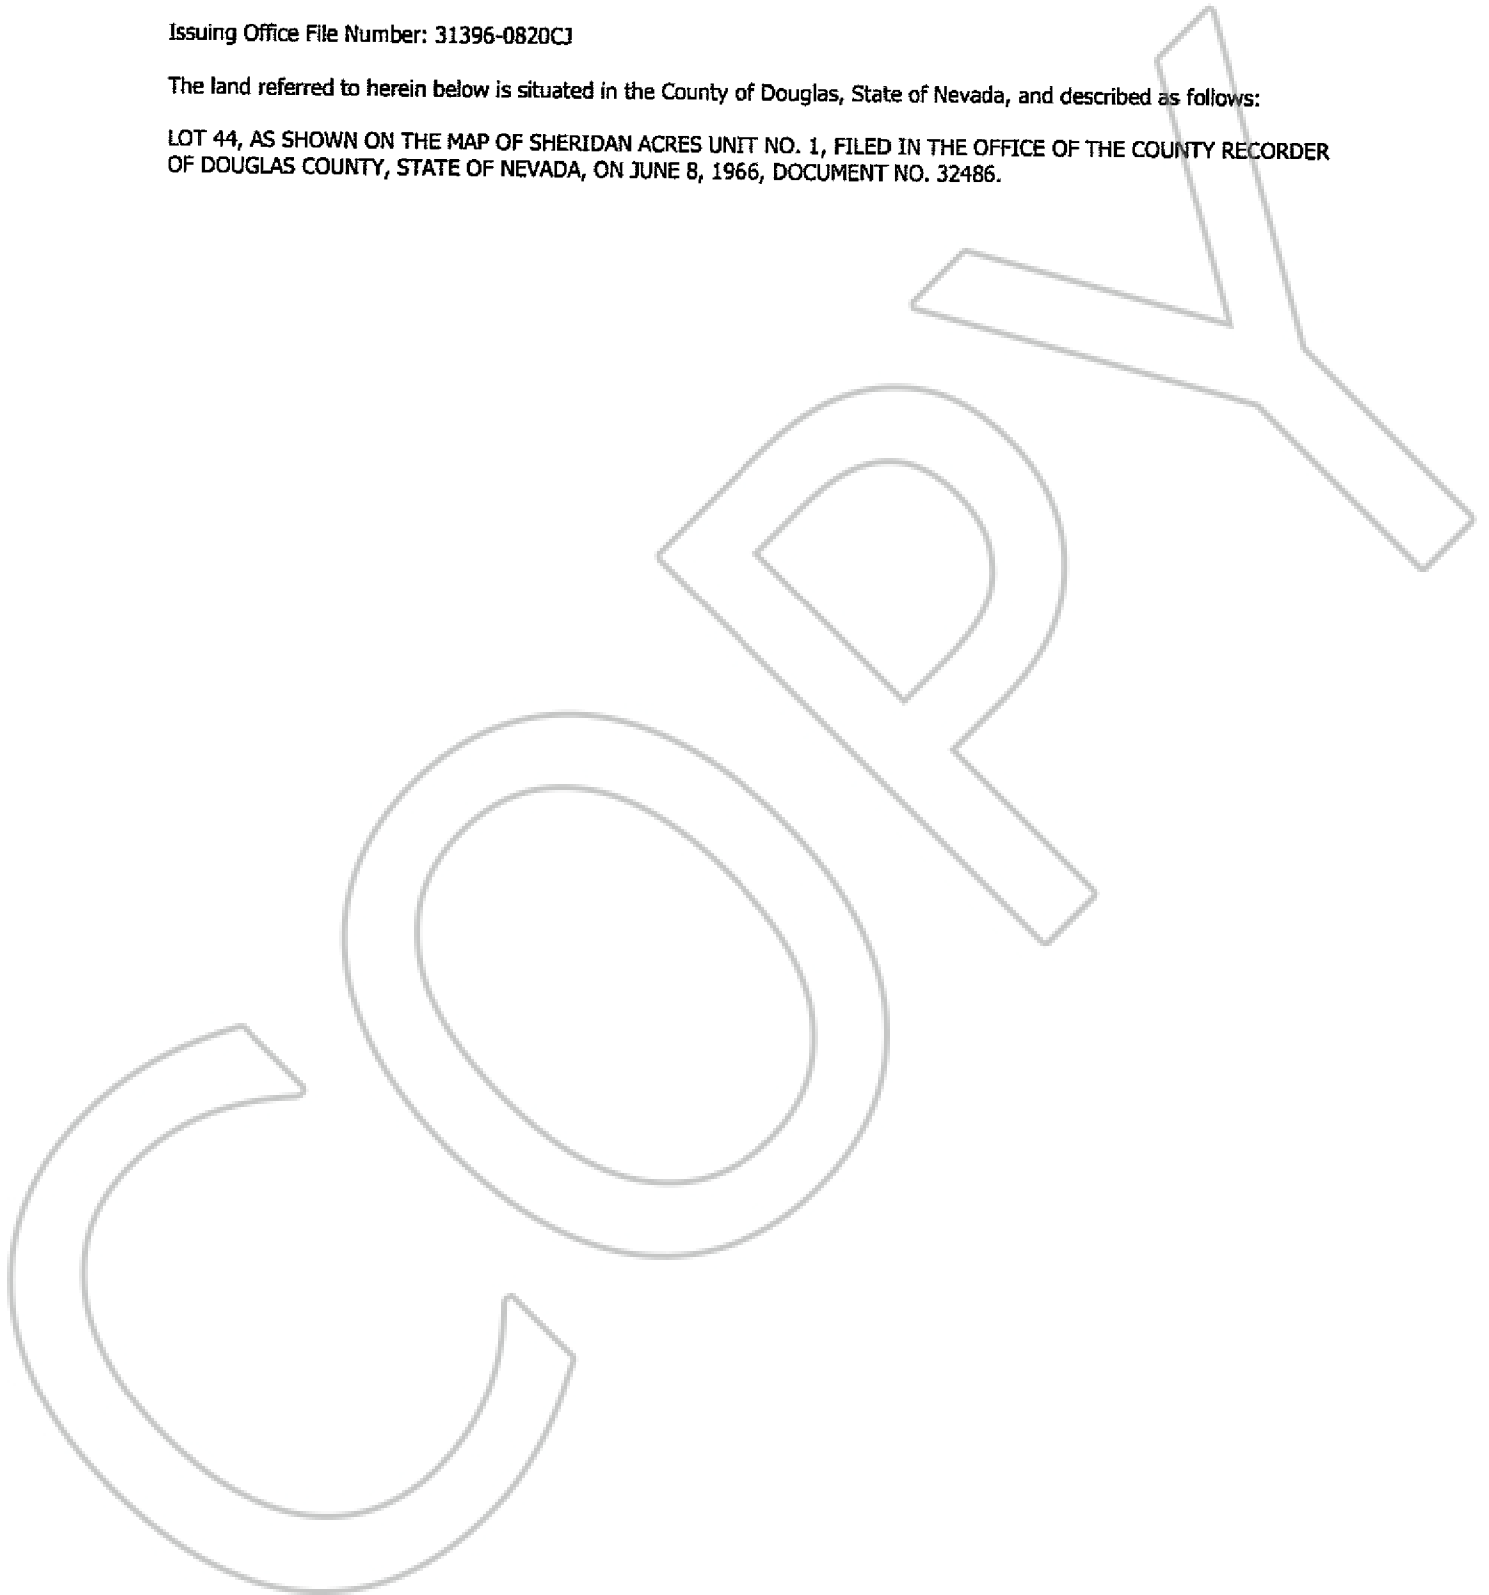 Issuing Office File Number: 31396-0820CJ
The land referred to herein below is situated in the County of Douglas, State of Nevada, and described as follows:
LOT 44, AS SHOWN ON THE MAP OF SHERIDAN ACRES UNIT NO. 1, FILED IN THE OFFICE OF THE COUNTY RECORDER
OF DOUGLAS COUNTY, STATE OF NEVADA, ON JUNE 8, 1966, DOCUMENT NO. 32486.
COPY